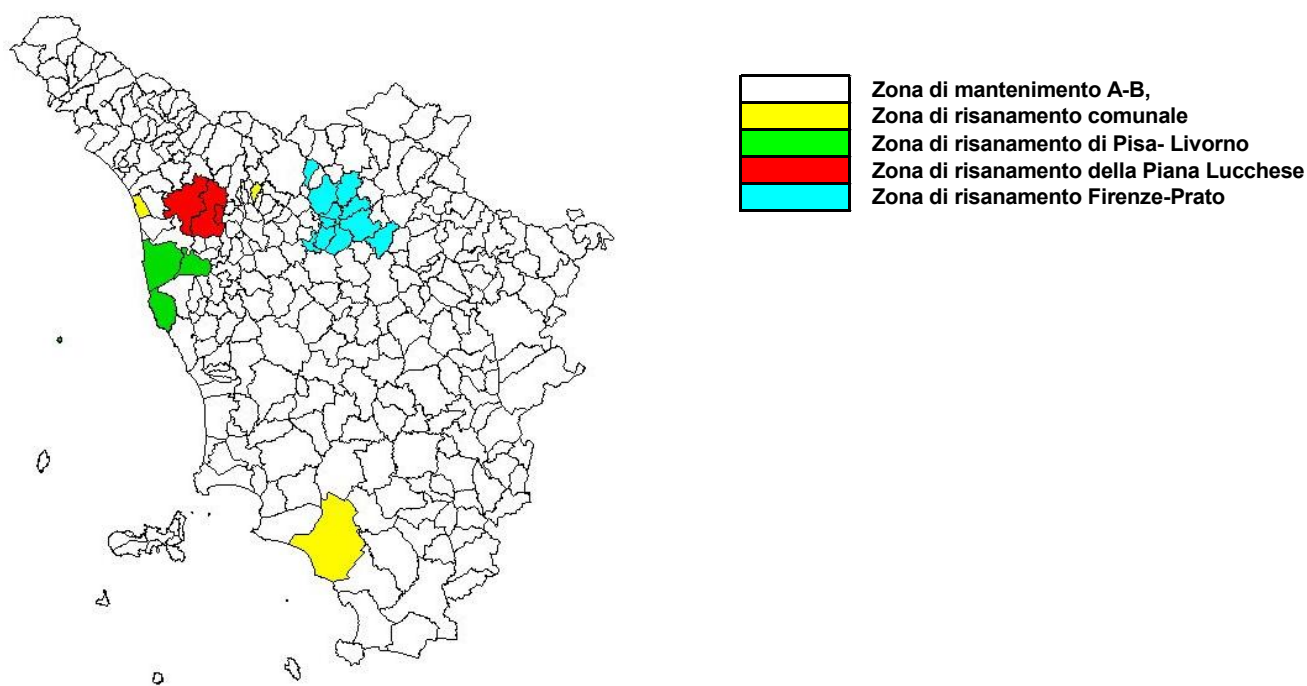 Zona di mantenimento A-B,
Zona di risanamento comunale
Zona di risanamento di Pisa- Livorno
Zona di risanamento della Piana Lucchese
Zona di risanamento Firenze-Prato